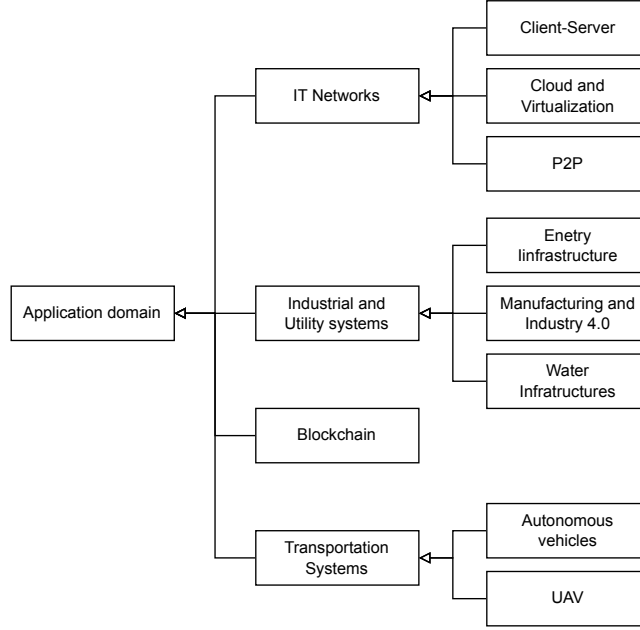 Client-Server
IT Networks
Cloud and
Virtualization
P2P
Enetry
Iinfrastructure
Application domain
Industrial and
Utility systems
Manufacturing and
Industry 4.0
Water
Infratructures
Blockchain
Autonomous
vehicles
Transportation
Systems
UAV